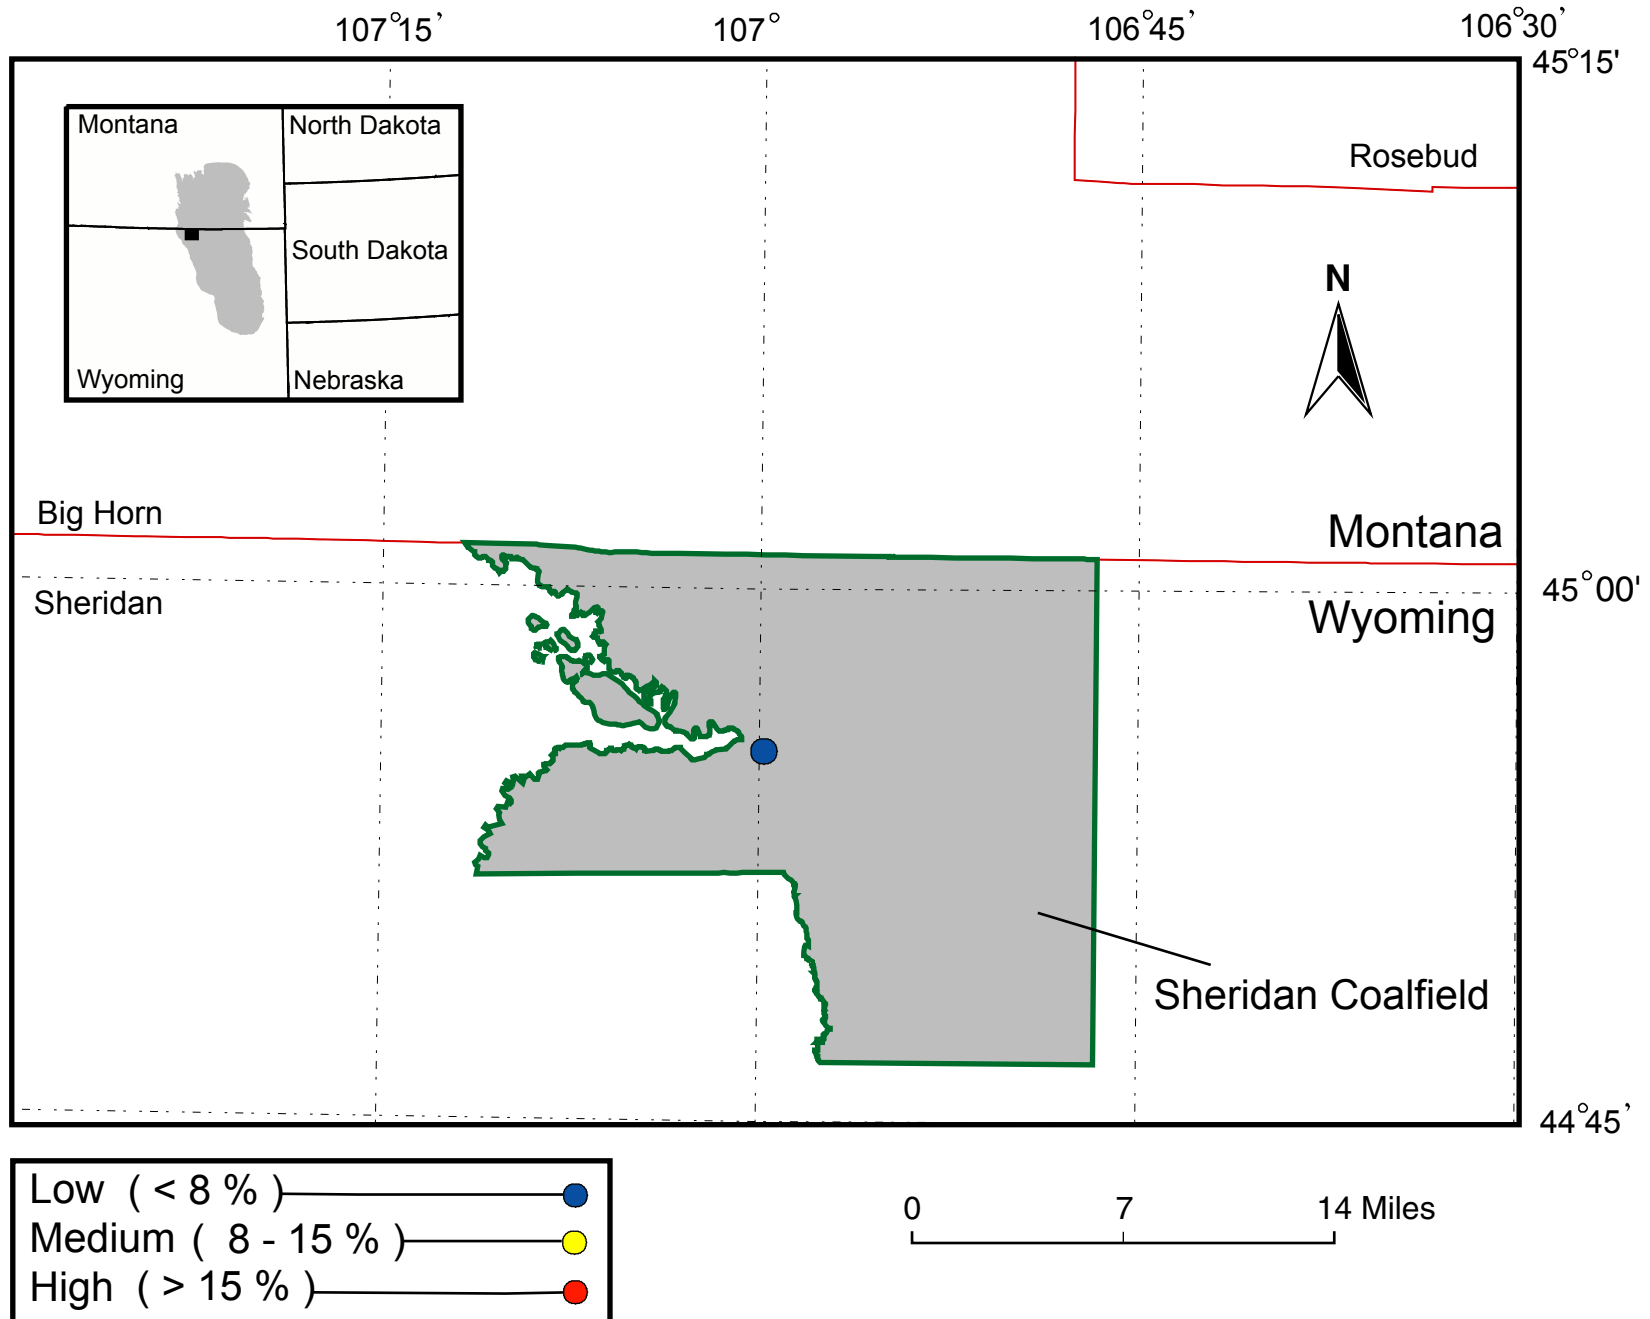 107°15’ 107° 106°45’ 106°30’
45°15'
Montana North Dakota
South Dakota
Wyoming Nebraska
Rosebud
N
Big Horn
Montana
Sheridan
45°00'
Wyoming
Sheridan Coalfield
44°45’
Low ( < 8 % )
Medium ( 8 - 15 % )
High ( > 15 % )
0 7 14 Miles